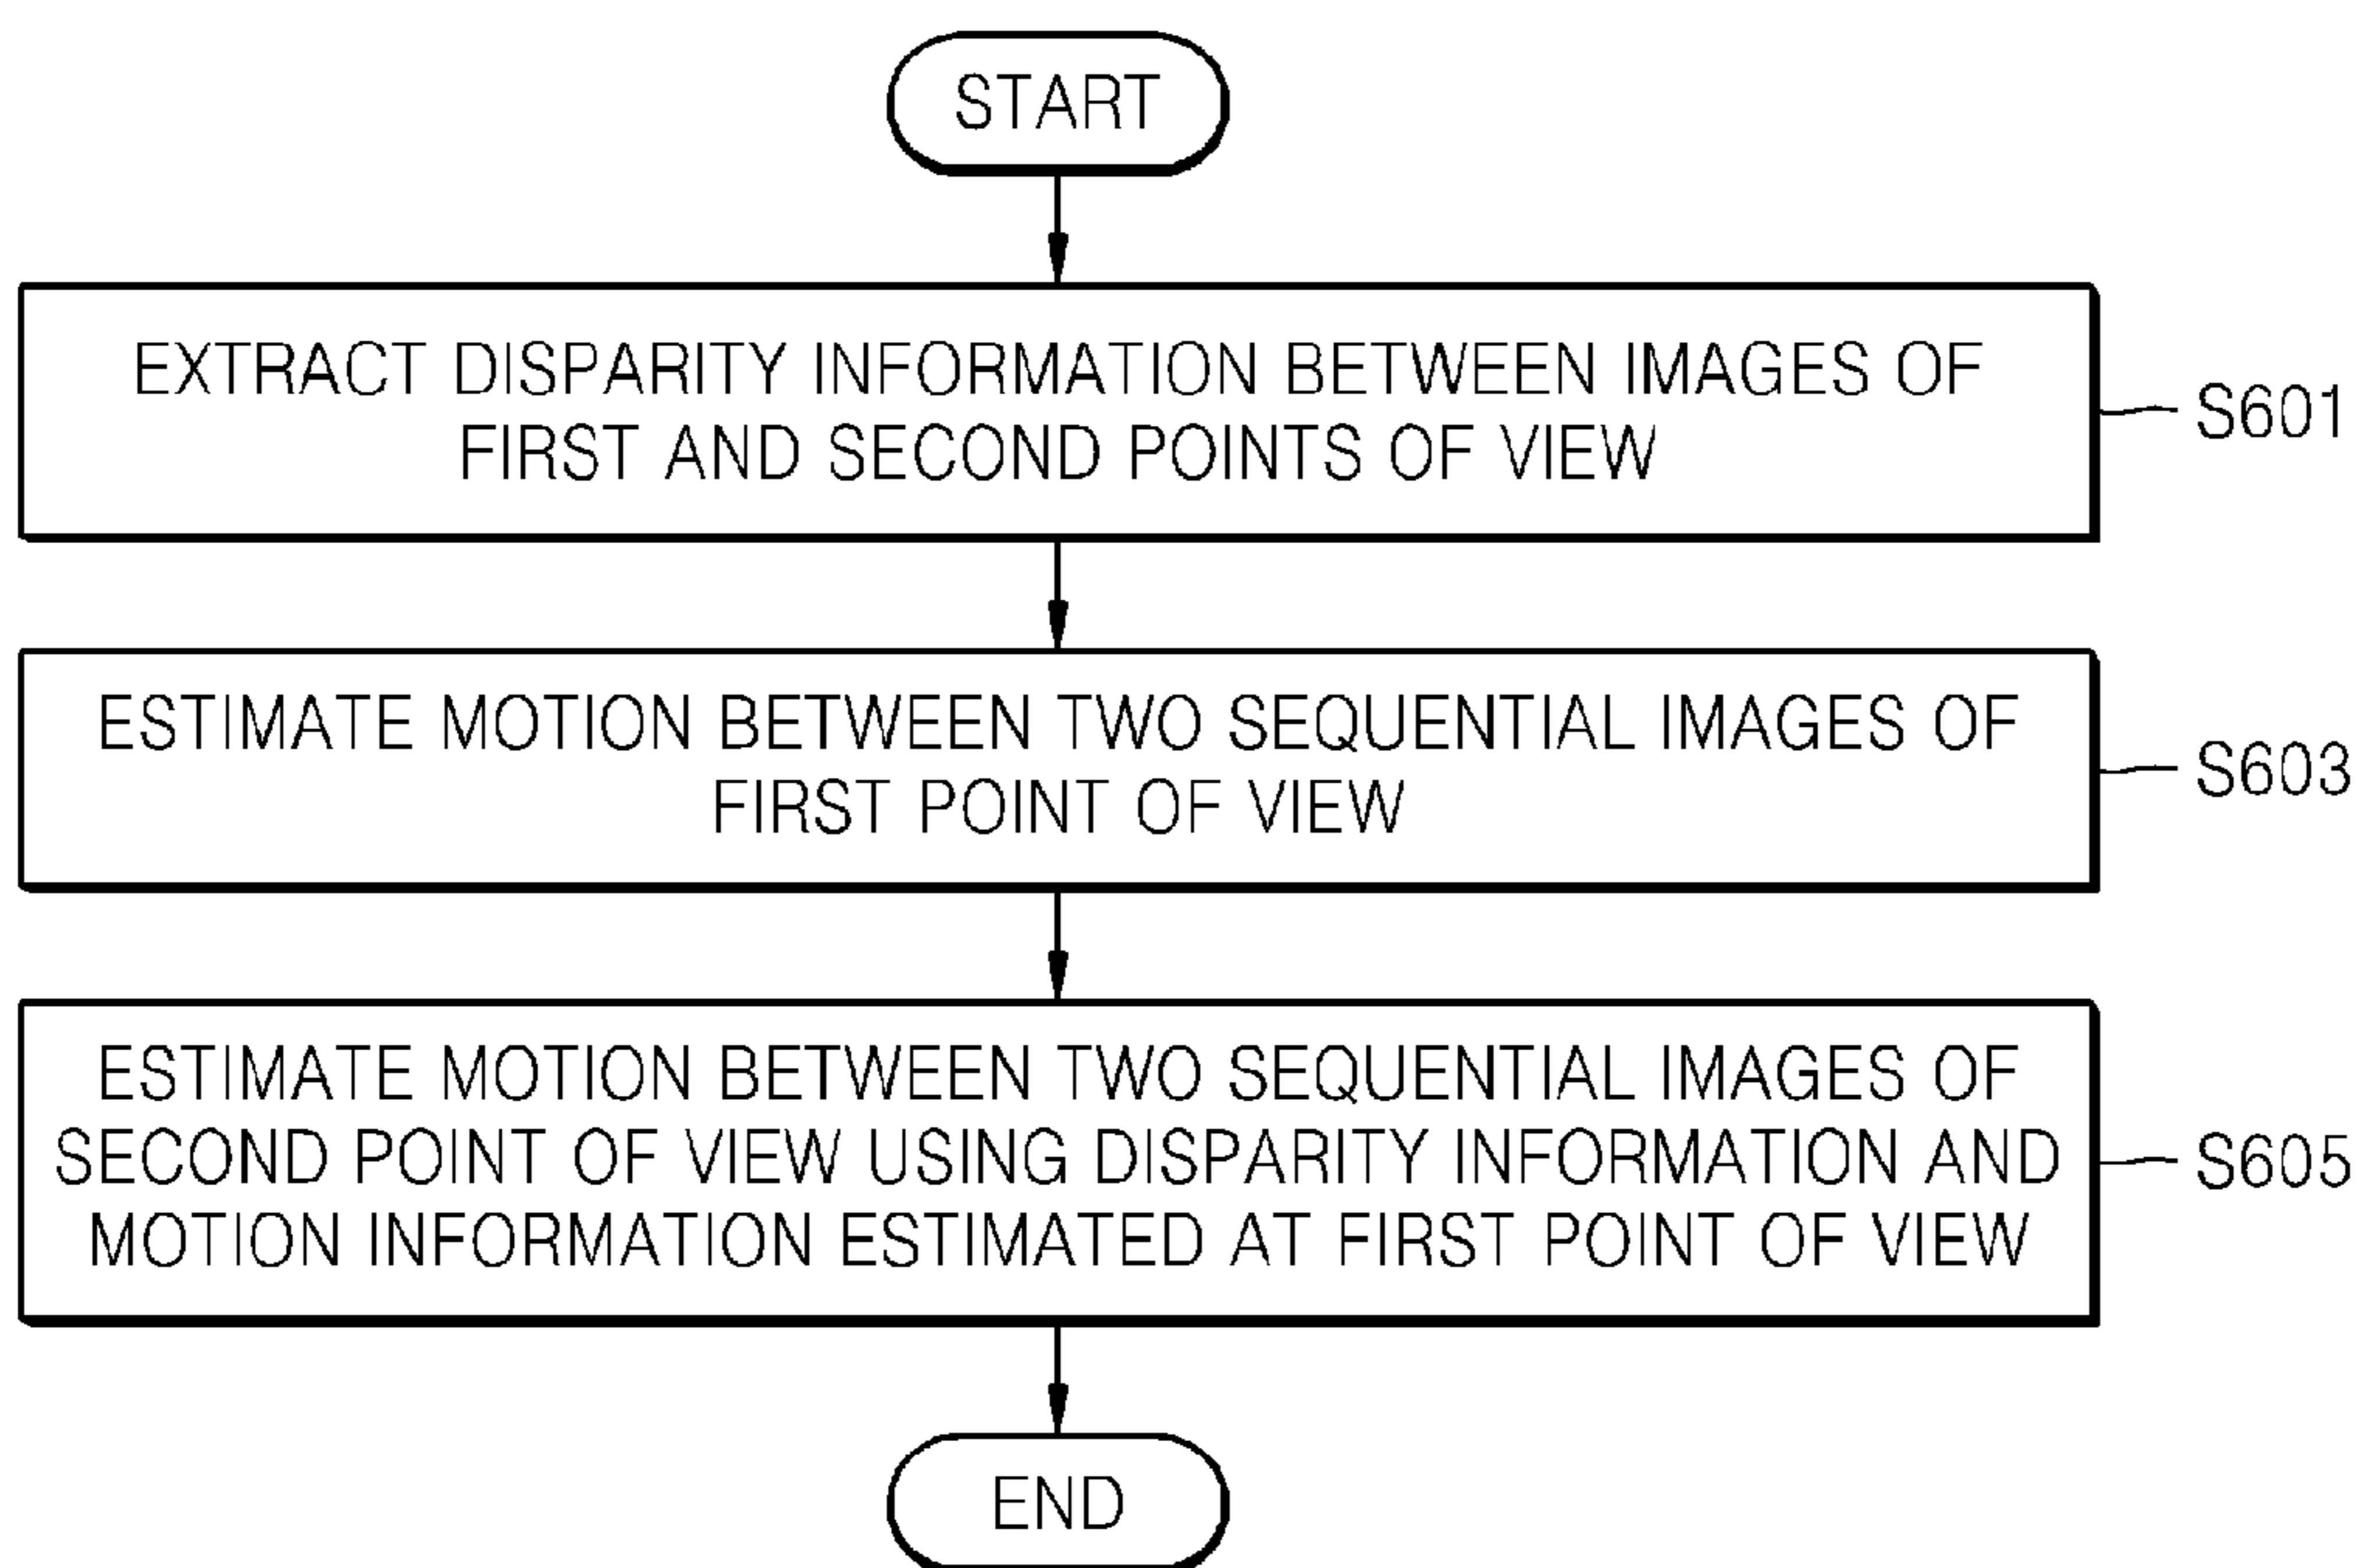 START
EXTRACT DISPARITY INFORMATION BETWEEN IMAGES OF
FIRST AND SECOND POINTS OF VIEW
S601
ESTIMATE MOTION BETWEEN TWO SEQUENTIAL IMAGES OF
FIRST POINT OF VIEW
S603
ESTIMATE MOTION BETWEEN TWO SEQUENTIAL IMAGES OF
SECOND POINT OF VIEW USING DISPARITY INFORMATION AND
MOTION INFORMATION ESTIMATED AT FIRST POINT OF VIEW
S605
END